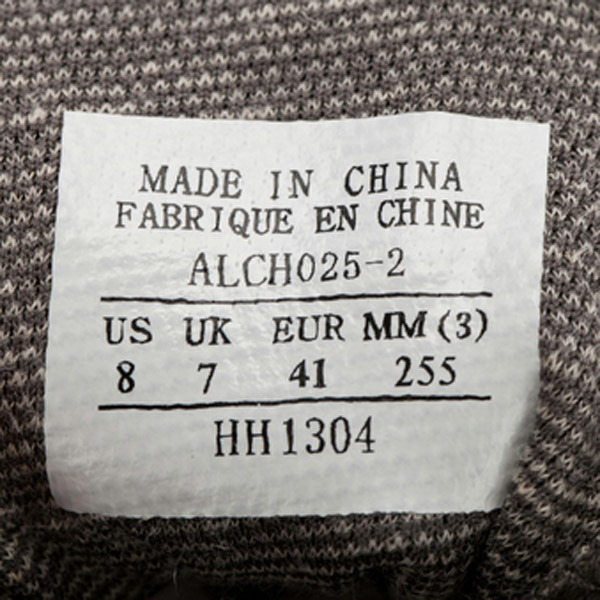 MADE IN CHINA
FABRIQUE EN CHINE
ALCH025-2
US UK EUR MM (3)
8 7 41 255
HH1304